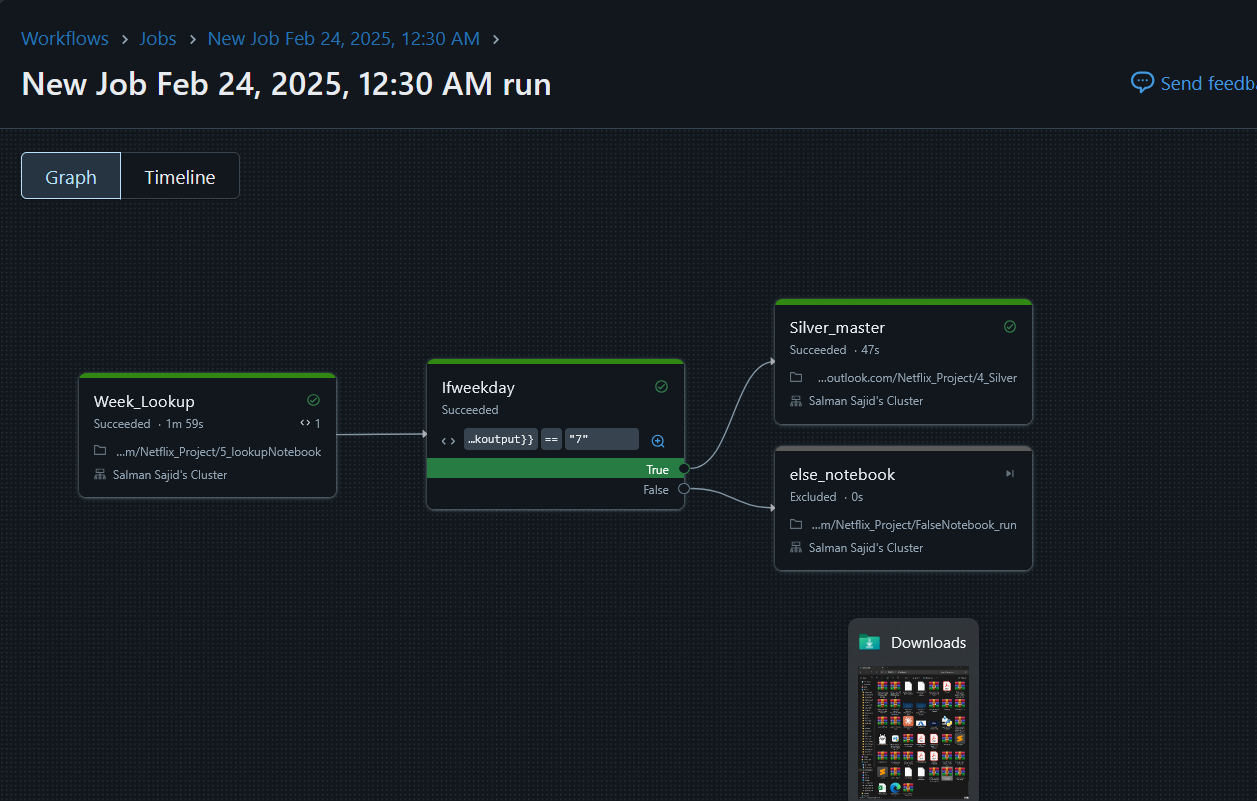 Workflows > Jobs > New Job Feb 24, 2025, 12:30 AM >
New Job Feb 24, 2025, 12:30 AM run
Send feedba
Graph
Timeline
Week_Lookup
Succeeded · 1m 59s
<> 1
...m/Netflix_Project/5_lookupNotebook
Salman Sajid's Cluster
Ifweekday
Succeeded
<> …koutput}} == "7"
True
False
Silver_master
Succeeded · 47s
...outlook.com/Netflix_Project/4_Silver
Salman Sajid's Cluster
else_notebook
Excluded · 0s
...m/Netflix_Project/FalseNotebook_run
Salman Sajid's Cluster
Downloads